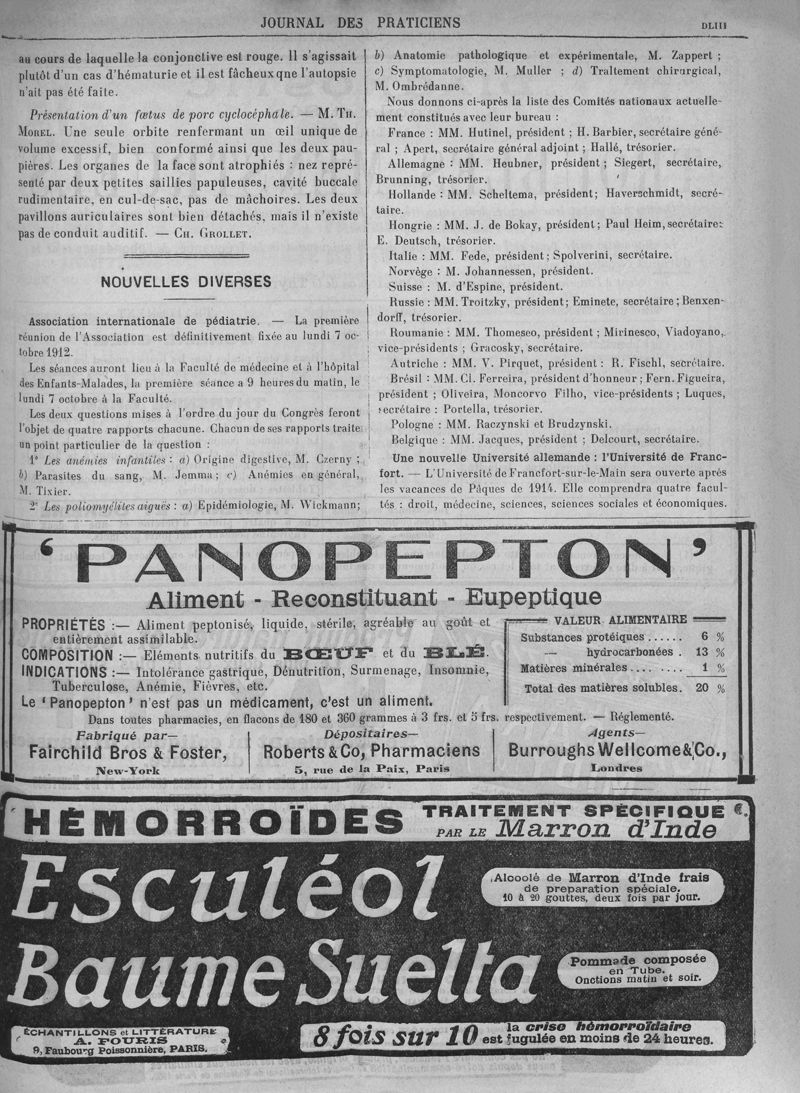 JOURNAL DES PRATICIENS
DLIII
au cours de laquelle la conjonctive est rouge. Il s'agissait
plutôt d'un cas d'hématurie et il est fâcheux que l'autopsie
n'ait pas été faite.
Présentation d'un fœtus de porc cyclocéphale. — M. TH.
MOREL. Une seule orbite renfermant un œil unique de
volume excessif, bien conformé ainsi que les deux pau-
pières. Les organes de la face sont atrophiés : nez repré-
senté par deux petites saillies papuleuses, cavité buccale
rudimentaire, en cul-de-sac, pas de mâchoires. Les deux
pavillons auriculaires sont bien détachés, mais il n'existe
pas de conduit auditif. — CH. GROLLET.
NOUVELLES DIVERSES
Association internationale de pédiatrie. — La première
réunion de l'Association est définitivement fixée au lundi 7 oc-
tobre 1912.
Les séances auront lieu à la Faculté de médecine et à l'hôpital
des Enfants-Malades, la première séance a 9 heures du matin, le
lundi 7 octobre à la Faculté.
Les deux questions mises à l'ordre du jour du Congrès feront
l'objet de quatre rapports chacune. Chacun de ses rapports traite
un point particulier de la question :
1° Les anémies infantiles : a) Origine digestive, M. Czerny ;
b) Parasites du sang, M. Jemma ; c) Anémies en général,
M. Tixier.
2° Les poliomyélites aiguës : a) Epidémiologie, M. Wickmann;
b) Anatomie pathologique et expérimentale, M. Zappert ;
c) Symptomatologie, M. Muller ; d) Traitement chirurgical,
M. Ombrédanne.
Nous donnons ci-après la liste des Comités nationaux actuelle-
ment constitués avec leur bureau :
France : MM. Hutinel, président ; H. Barbier, secrétaire géné-
ral ; Apert, secrétaire général adjoint ; Hallé, trésorier.
Allemagne : MM. Heubner, président ; Siegert, secrétaire,
Brunning, trésorier.
Hollande : MM. Scheltema, président; Haverschmidt, secré-
taire.
Hongrie : MM. J. de Bokay, président; Paul Heim, secrétaire:
E. Deutsch, trésorier.
Italie : MM. Fede, président; Spolverini, secrétaire.
Norvège : M. Johannessen, président.
Suisse : M. d'Espine, président.
Russie : MM. Troitzky, président; Eminete, secrétaire; Benxen-
dorff, trésorier.
Roumanie : MM. Thomesco, président ; Mirinesco, Viadoyano,
vice-présidents ; Gracosky, secrétaire.
Autriche : MM. V. Pirquet, président : R. Fischl, secrétaire.
Brésil : MM. Cl. Ferreira, président d'honneur ; Fern. Figueira,
président ; Oliveira, Moncorvo Filho, vice-présidents ; Luques,
secrétaire : Portella, trésorier.
Pologne : MM. Raczynski et Brudzynski.
Belgique : MM. Jacques, président ; Delcourt, secrétaire.
Une nouvelle Université allemande : l'Université de Franc-
fort. — L'Université de Francfort-sur-le-Main sera ouverte après
les vacances de Pâques de 1914. Elle comprendra quatre facul-
tés : droit, médecine, sciences, sciences sociales et économiques.
'PANOPEPTON'
Aliment - Reconstituant - Eupeptique
PROPRIÉTÉS :— Aliment peptonisé, liquide, stérile, agréable au goût et
entièrement assimilable.
COMPOSITION :— Eléments nutritifs du BŒUF et du BLÉ.
INDICATIONS :— Intolérance gastrique, Dénutrition, Surmenage, Insomnie,
Tuberculose, Anémie, Fièvres, etc.
Le 'Panopepton' n'est pas un médicament, c'est un aliment.
VALEUR ALIMENTAIRE
Substances protéiques ...... 6 %
— hydrocarbonées . 13 %
Matières minérales ........ 1 %
Total des matières solubles. 20 %
Dans toutes pharmacies, en flacons de 180 et 360 grammes à 3 frs. et 5 frs. respectivement. — Réglementé.
Fabriqué par—
Fairchild Bros & Foster,
New-York
Dépositaires—
Roberts & Co, Pharmaciens
5, rue de la Paix, Paris
Agents—
Burroughs Wellcome & Co.,
Londres
HÉMORROÏDES
TRAITEMENT SPÉCIFIQUE
PAR LE Marron d'Inde
Esculéol
Alcoolé de Marron d'Inde frais
de preparation spéciale.
10 à 20 gouttes, deux fois par jour.
Baume Suelta
Pommade composée
en Tube.
Onctions matin et soir.
ÉCHANTILLONS et LITTÉRATURE
A. FOURIS
9, Faubourg Poissonnière, PARIS.
8 fois sur 10
la crise hémorroïdaire
est jugulée en moins de 24 heures.